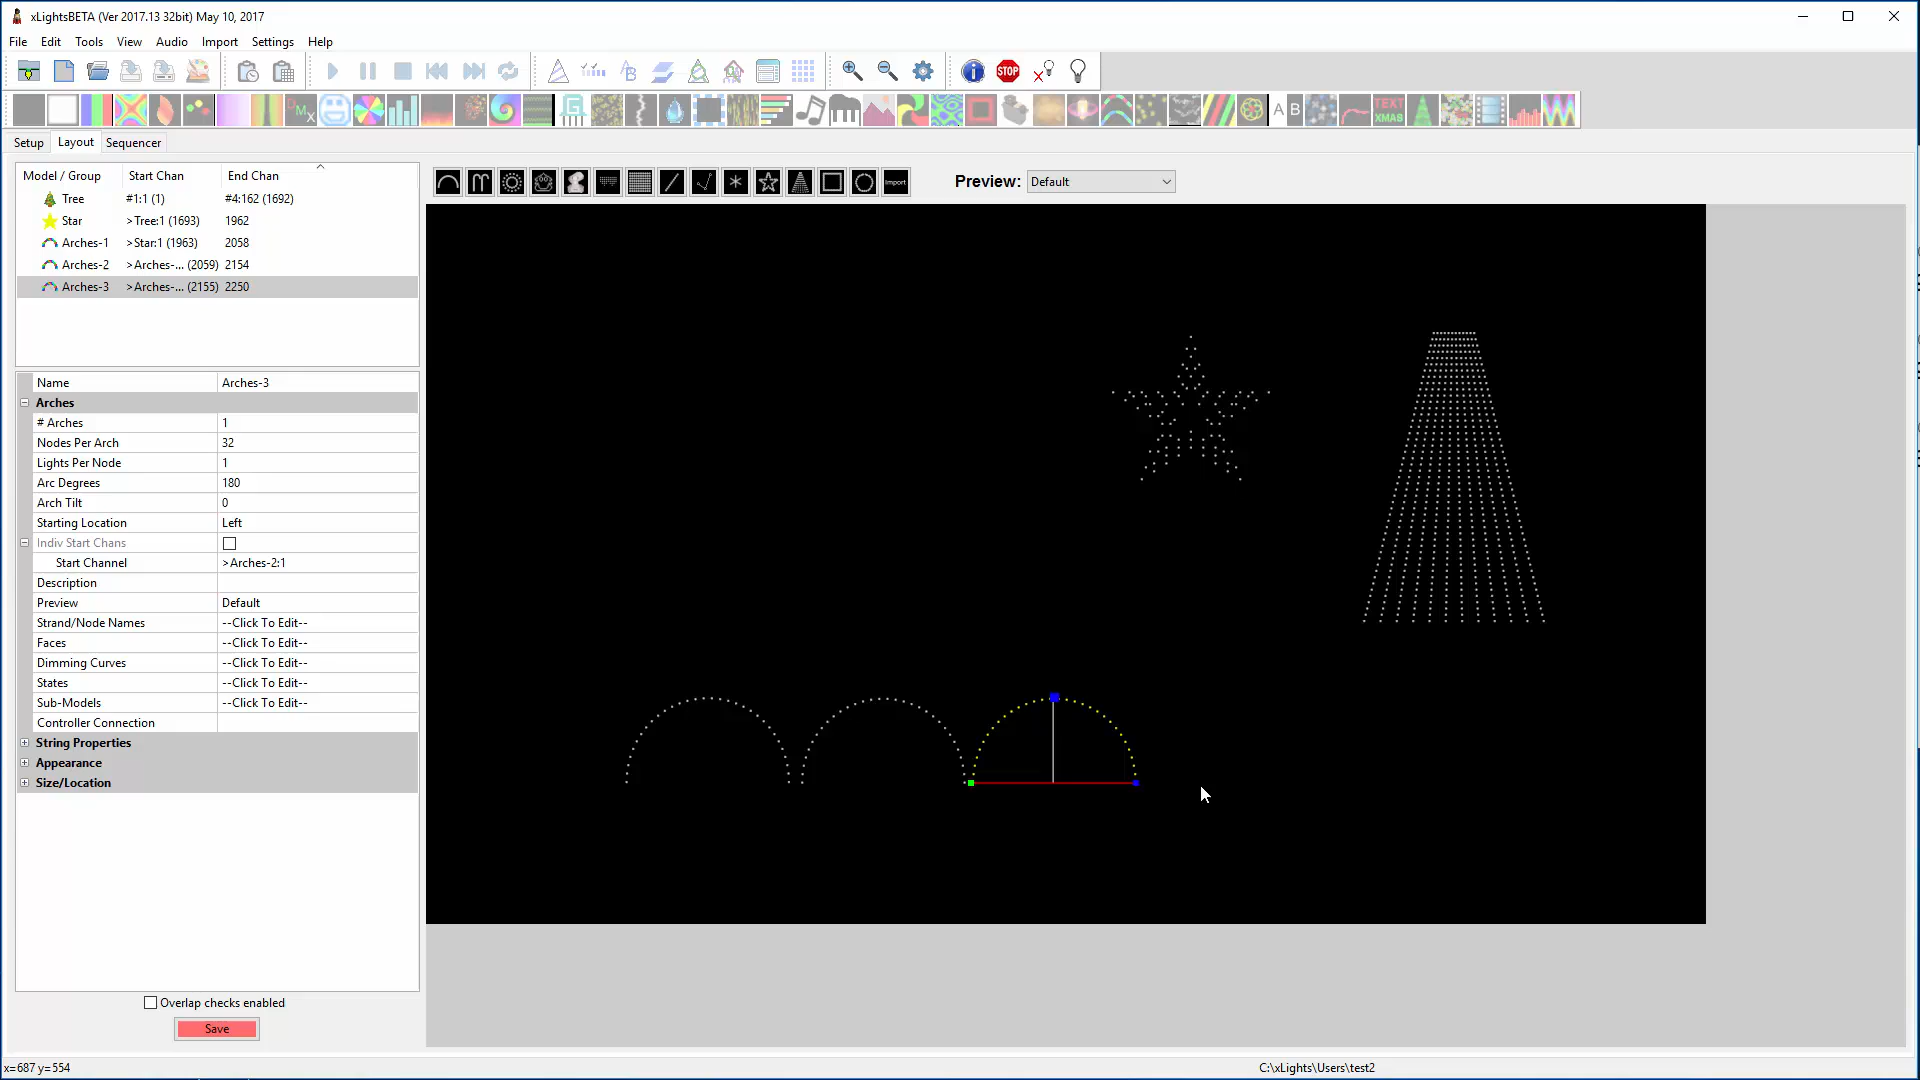 xLightsBETA (Ver 2017.13 32bit) May 10, 2017
File Edit Tools View Audio Import Settings Help
Setup Layout Sequencer
Model / Group Start Chan End Chan
Tree #1:1 (1) #4:162 (1692)
Star >Tree:1 (1693) 1962
Arches-1 >Star:1 (1963) 2058
Arches-2 >Arches-... (2059) 2154
Arches-3 >Arches-... (2155) 2250
Import
Preview: Default
Name Arches-3
Arches
# Arches 1
Nodes Per Arch 32
Lights Per Node 1
Arc Degrees 180
Arch Tilt 0
Starting Location Left
Indiv Start Chans
Start Channel >Arches-2:1
Description
Preview Default
Strand/Node Names --Click To Edit--
Faces --Click To Edit--
Dimming Curves --Click To Edit--
States --Click To Edit--
Sub-Models --Click To Edit--
Controller Connection
String Properties
Appearance
Size/Location
Overlap checks enabled
Save
x=687 y=554 C:\xLights\Users\test2
STOP
TEXT
XMAS
A B